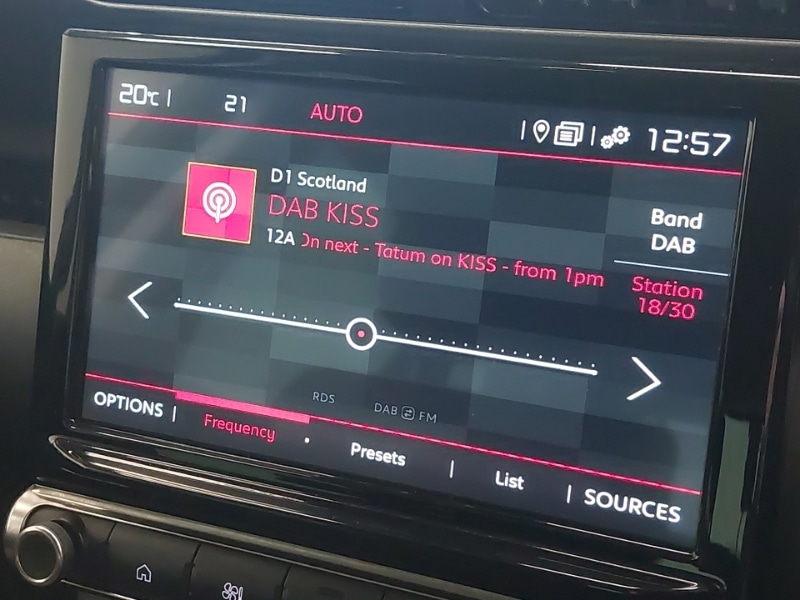 20℃ | 21 AUTO 12:57
D1 Scotland
DAB KISS
12A On next - Tatum on KISS - from 1pm
Band
DAB
Station
18/30
RDS DAB FM
OPTIONS | Frequency · Presets | List | SOURCES